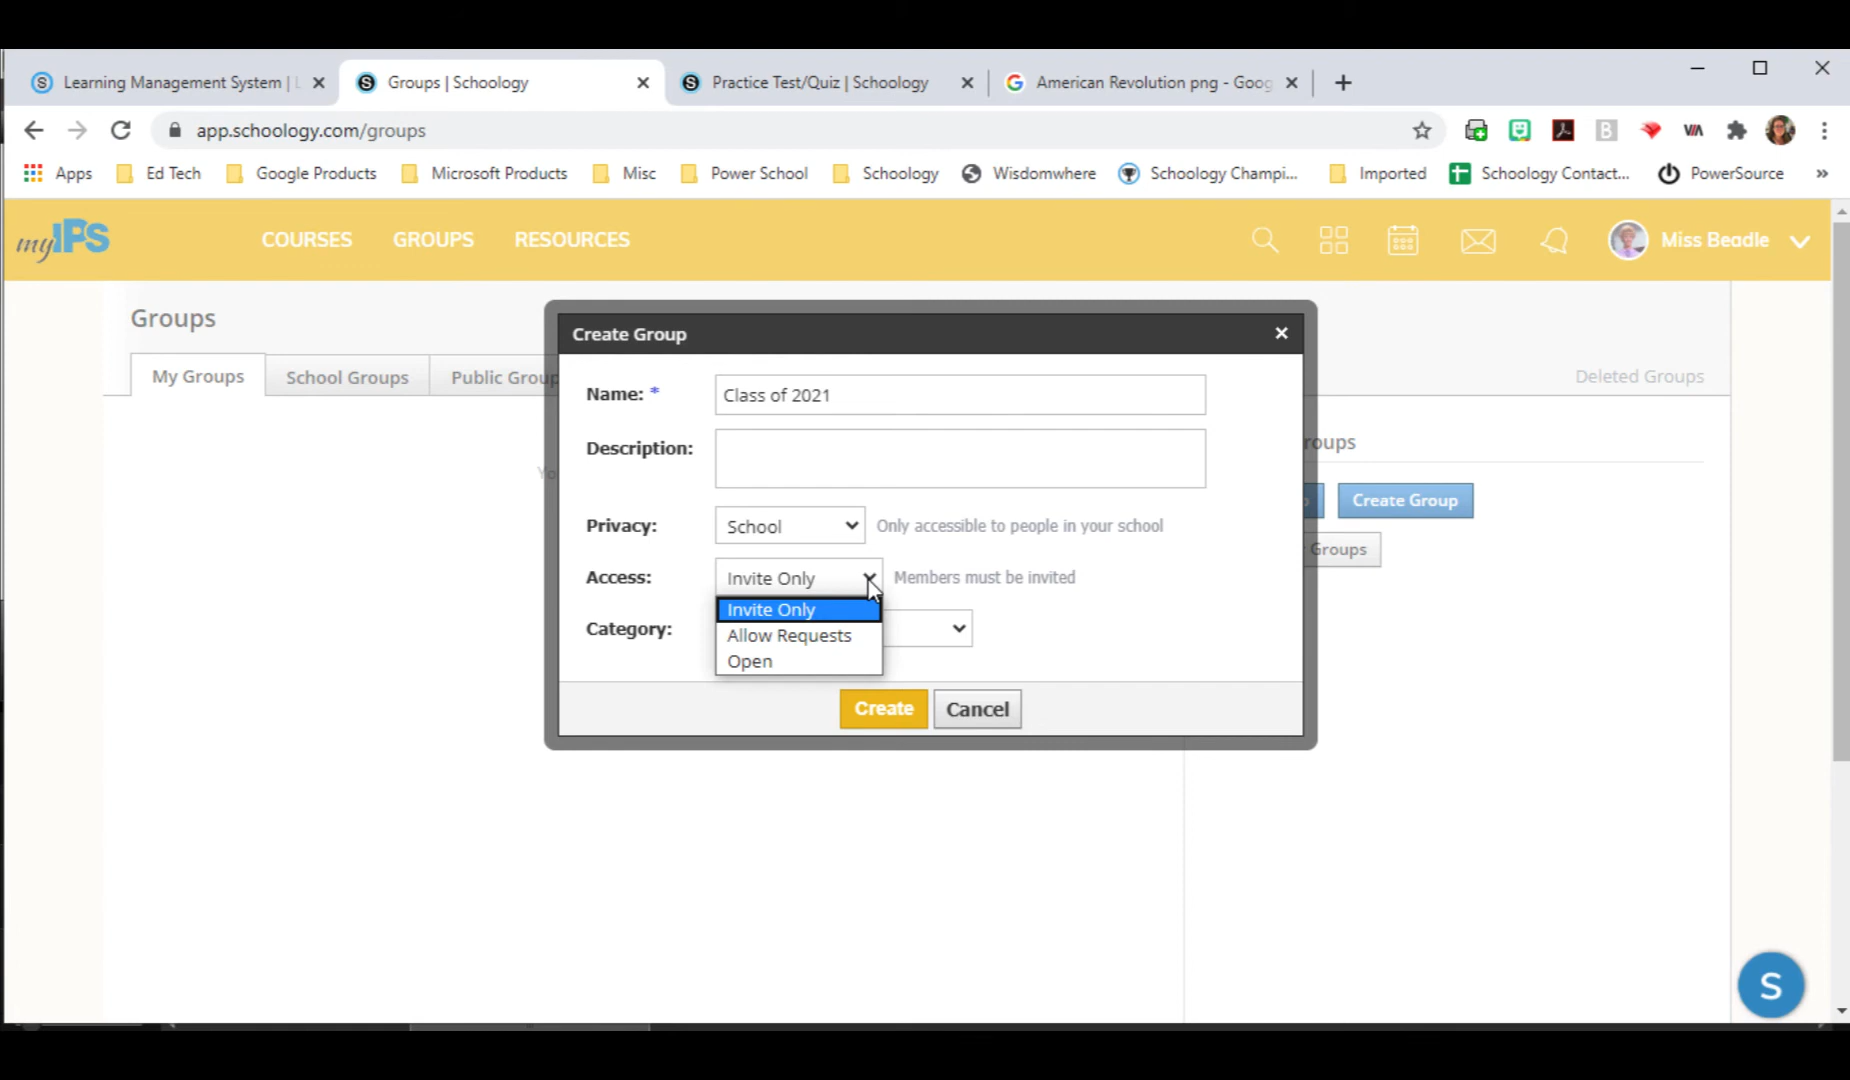 Learning Management System | L
Groups | Schoology
Practice Test/Quiz | Schoology
American Revolution png - Goog
app.schoology.com/groups
Apps Ed Tech Google Products Microsoft Products Misc Power School Schoology Wisdomwhere Schoology Champi... Imported Schoology Contact... PowerSource »
myIPS COURSES GROUPS RESOURCES Miss Beadle
Groups
My Groups School Groups Public Group Deleted Groups
Create Group
Name: * Class of 2021
Description:
Privacy: School Only accessible to people in your school
Access: Invite Only Members must be invited
Invite Only
Allow Requests
Open
Category:
Create Cancel
roups
Create Group
Groups
Yo
S